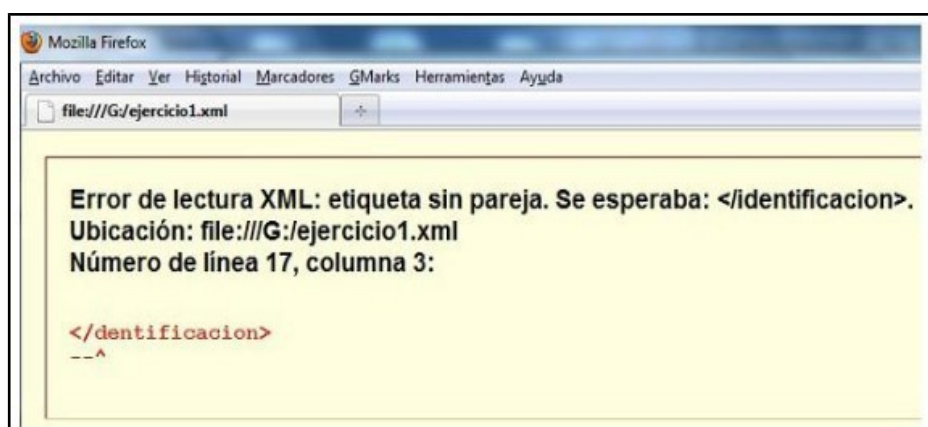 Mozilla Firefox
Archivo Editar Ver Historial Marcadores GMarks Herramientas Ayuda
file:///G:/ejercicio1.xml
Error de lectura XML: etiqueta sin pareja. Se esperaba: </identificacion>.
Ubicación: file:///G:/ejercicio1.xml
Número de línea 17, columna 3:
</dentificacion>
--^